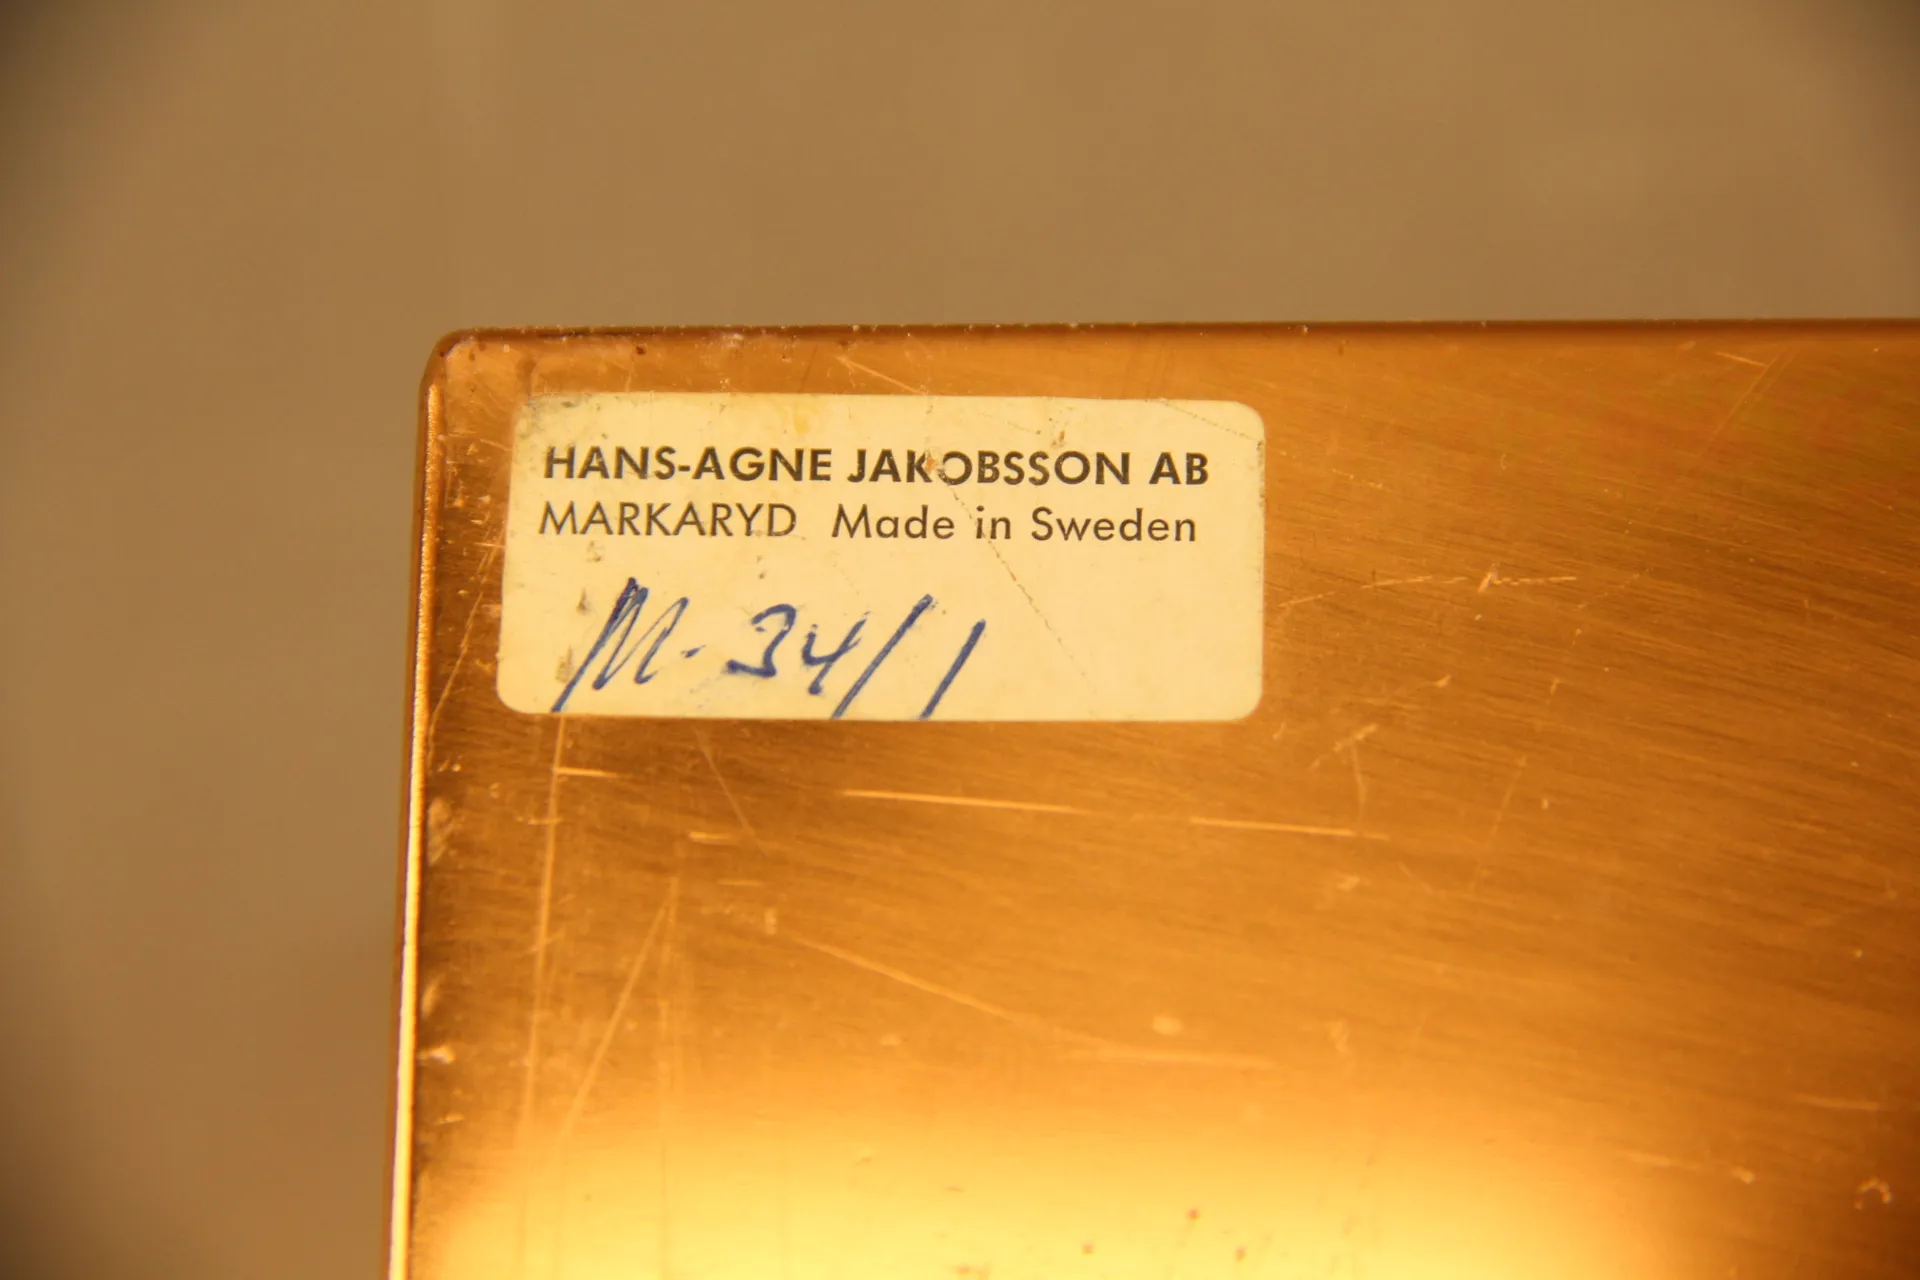 HANS-AGNE JAKOBSSON AB
MARKARYD Made in Sweden
M-34/1